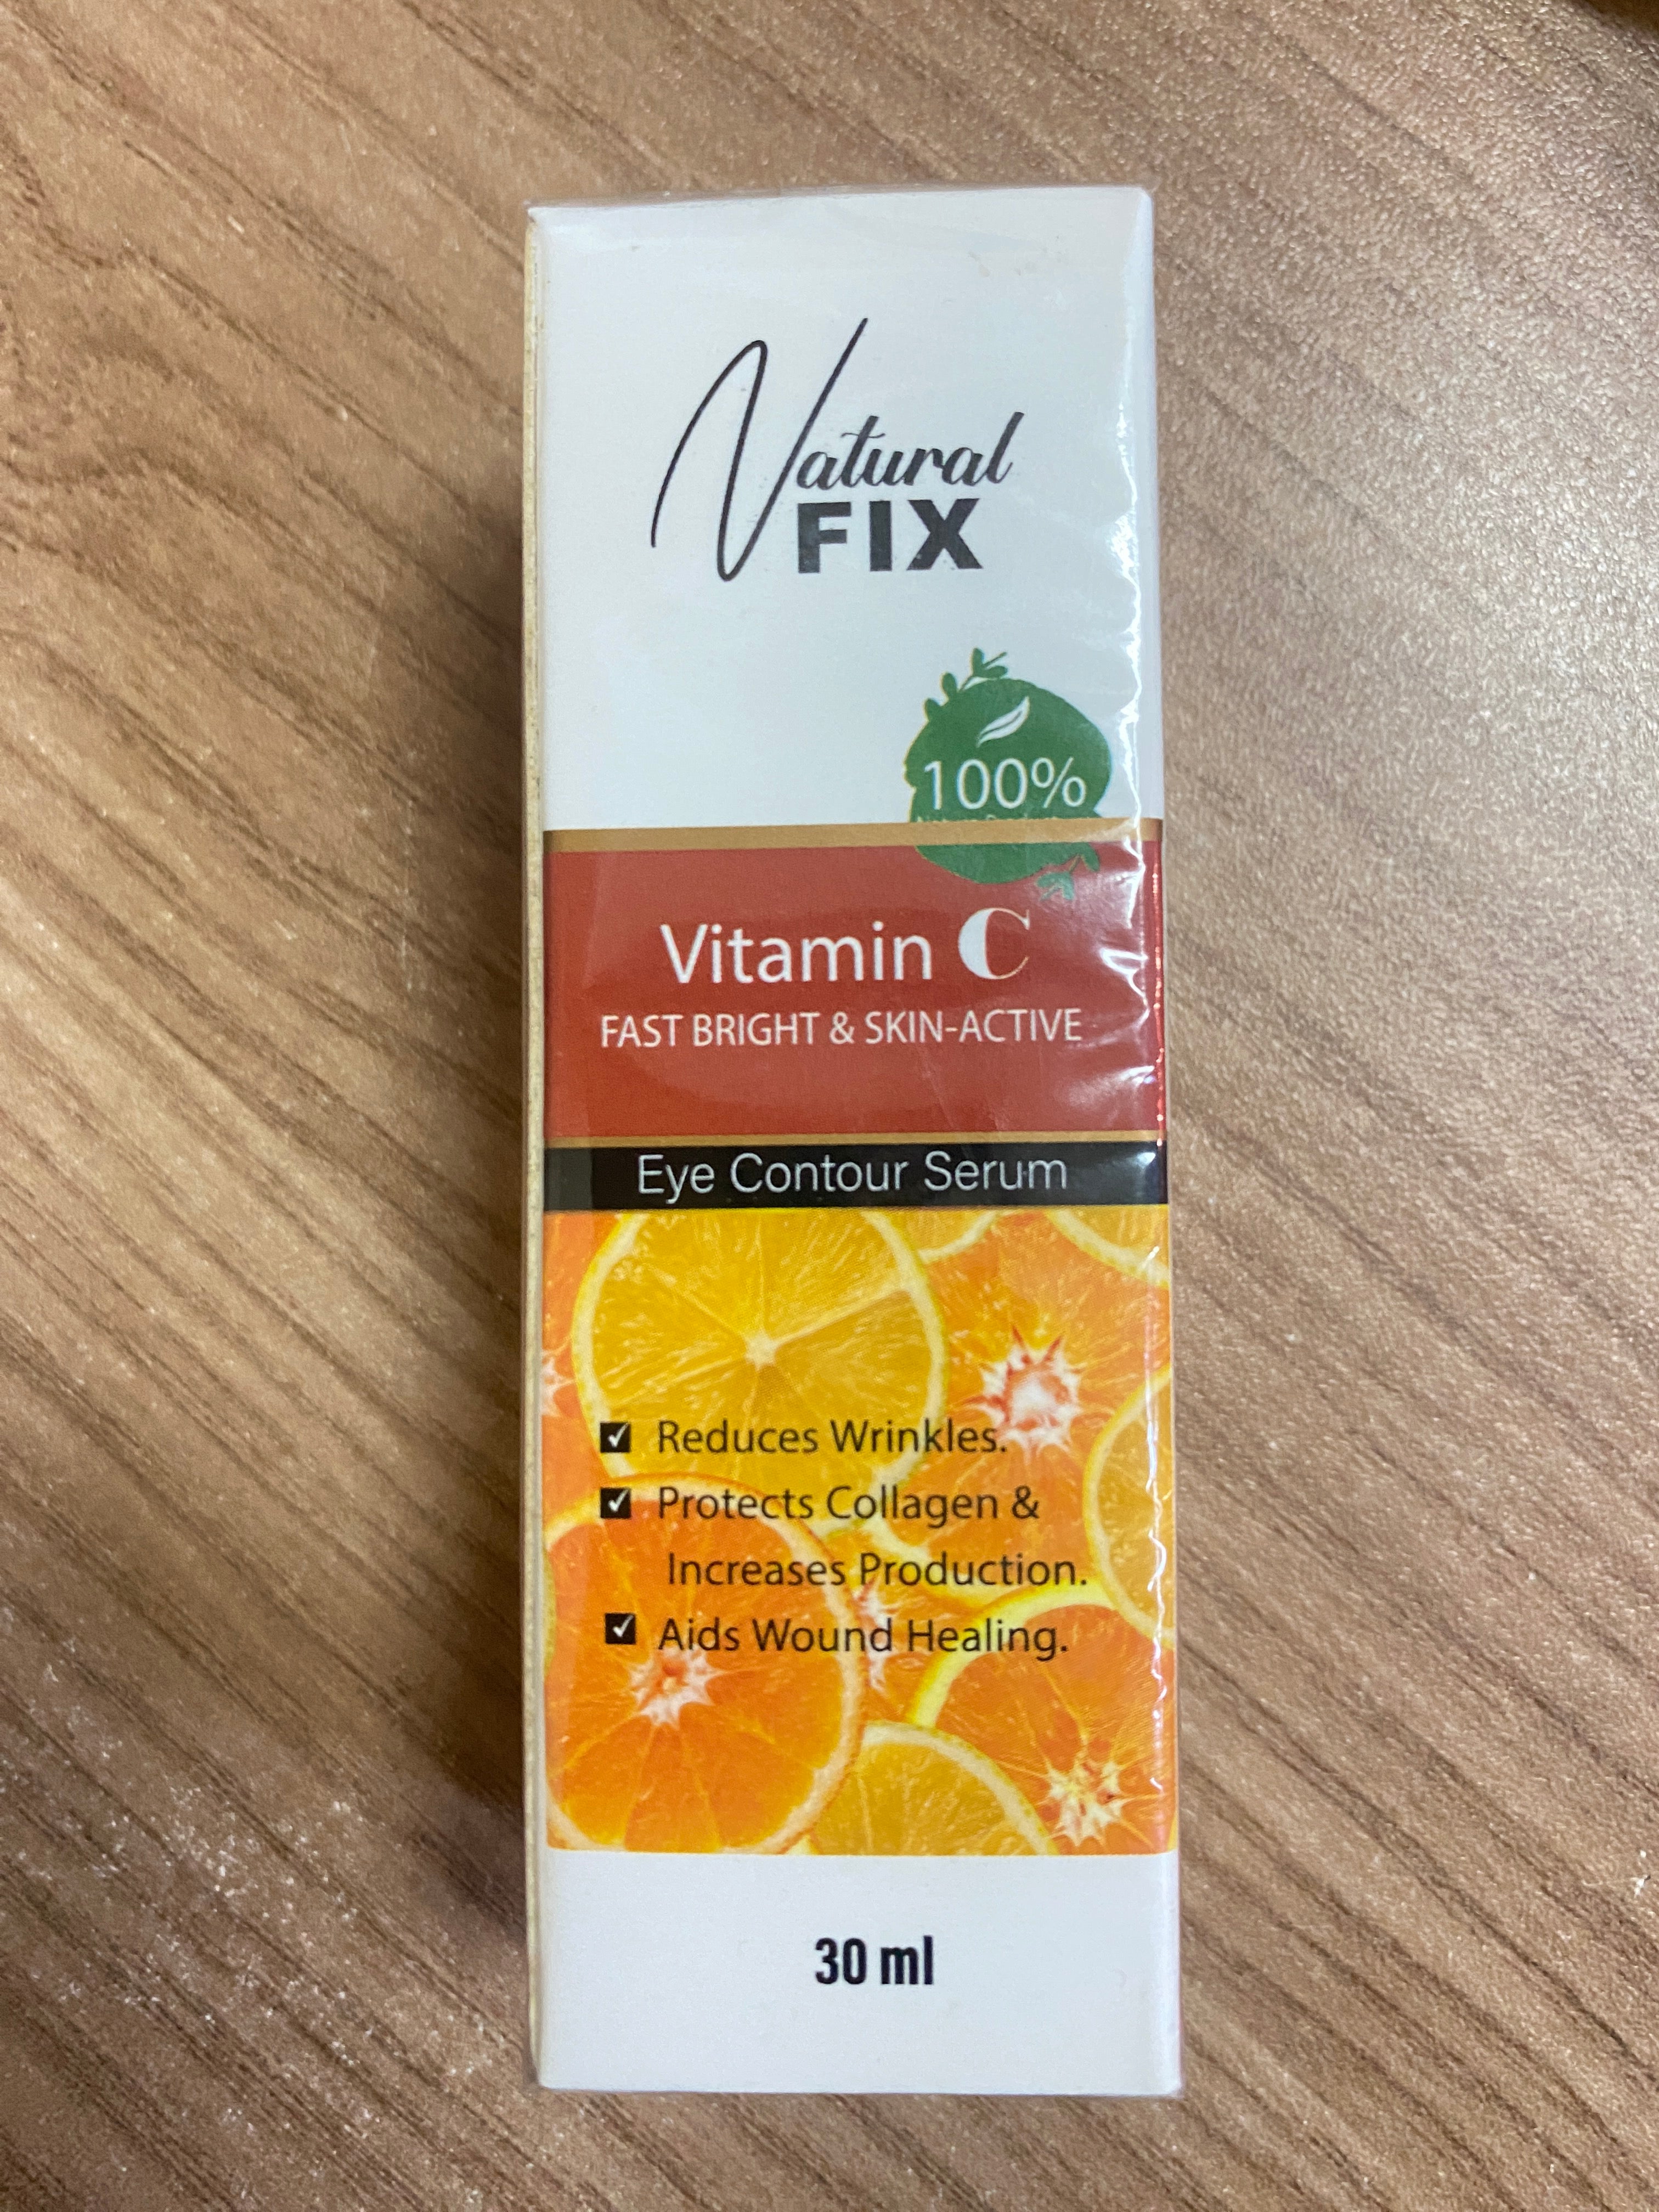 Natural
FIX
100%
Vitamin C
FAST BRIGHT & SKIN-ACTIVE
Eye Contour Serum
Reduces Wrinkles.
Protects Collagen &
Increases Production.
Aids Wound Healing.
30 ml